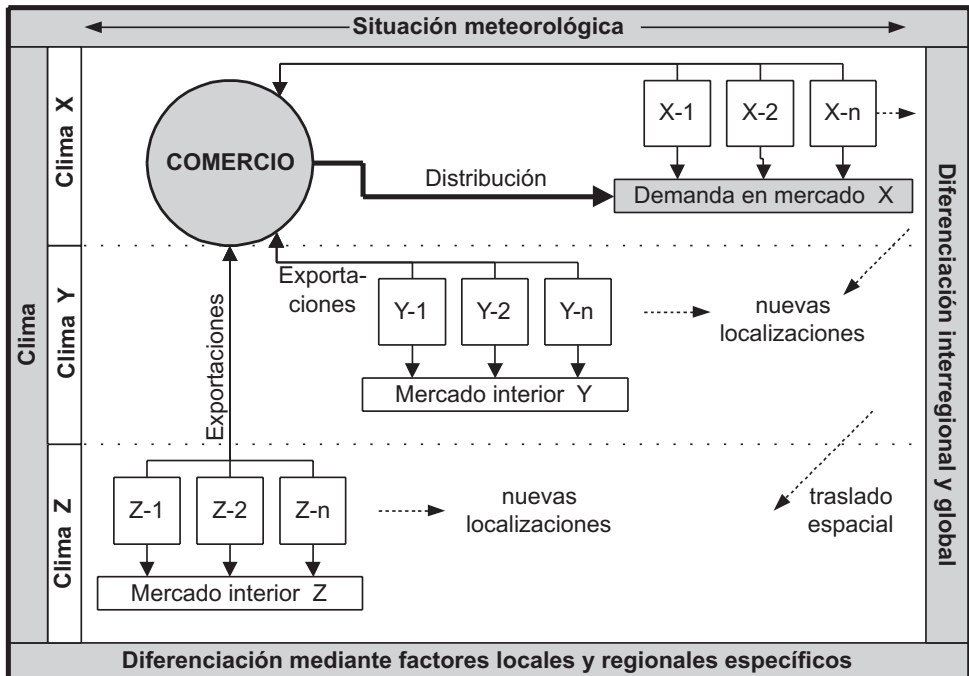 Situación meteorológica
Clima
Clima X
COMERCIO
X-1
X-2
X-n
Distribución
Demanda en mercado X
Clima Y
Exportaciones
Exporta-
ciones
Y-1
Y-2
Y-n
nuevas
localizaciones
Mercado interior Y
Clima Z
Z-1
Z-2
Z-n
nuevas
localizaciones
traslado
espacial
Mercado interior Z
Diferenciación interregional y global
Diferenciación mediante factores locales y regionales específicos